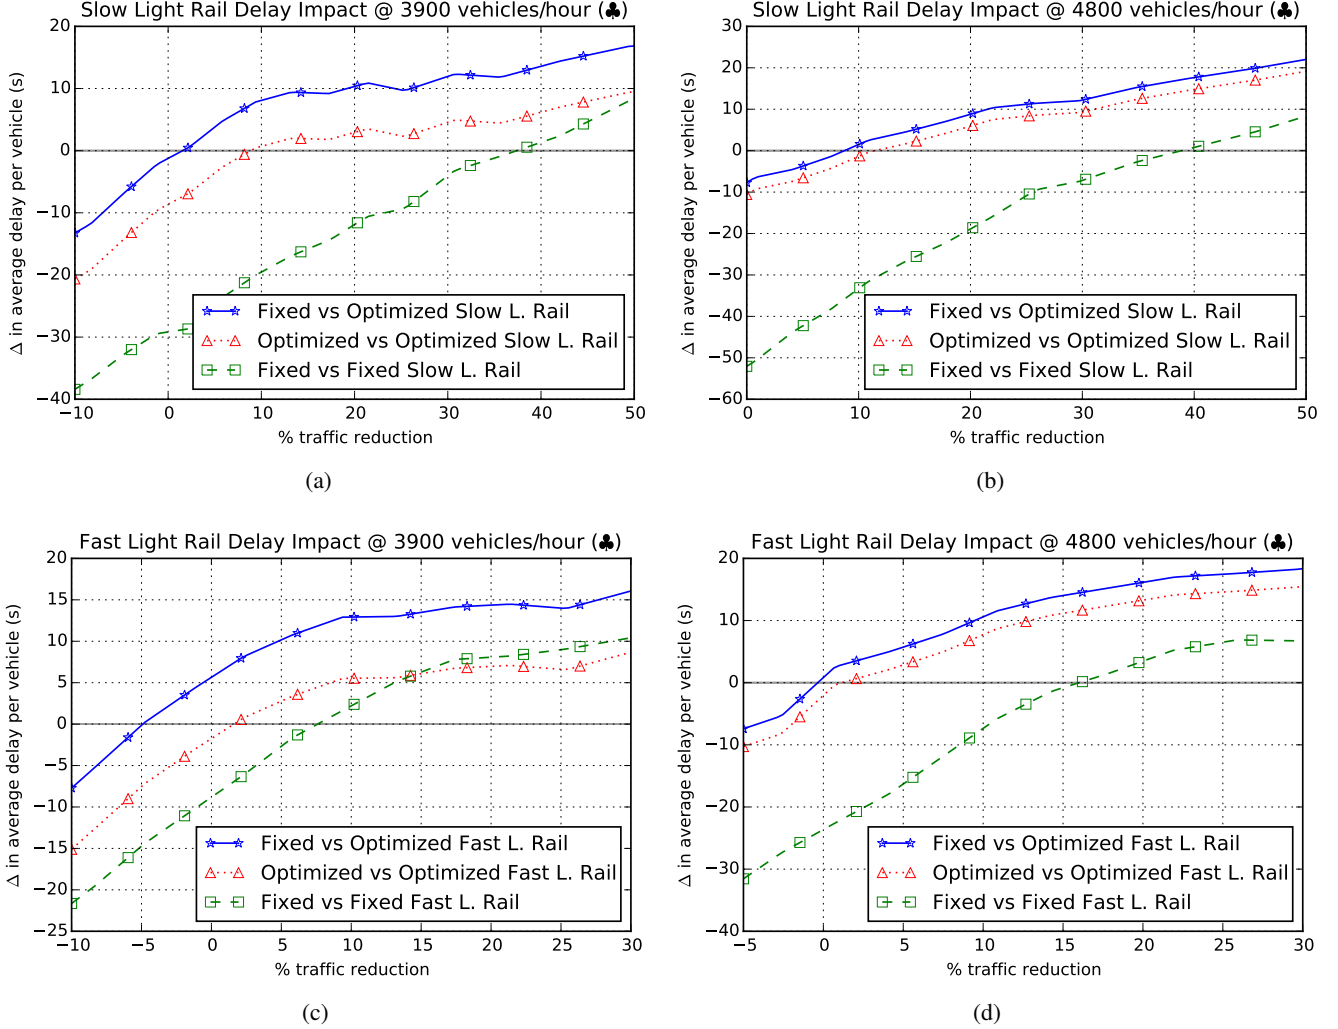 Slow Light Rail Delay Impact @ 3900 vehicles/hour (♣)
20
10
0
−10
−20
−30
−40
Δ in average delay per vehicle (s)
Fixed vs Optimized Slow L. Rail
Optimized vs Optimized Slow L. Rail
Fixed vs Fixed Slow L. Rail
−10 0 10 20 30 40 50
% traffic reduction
(a)
Slow Light Rail Delay Impact @ 4800 vehicles/hour (♣)
30
20
10
0
−10
−20
−30
−40
−50
−60
Δ in average delay per vehicle (s)
Fixed vs Optimized Slow L. Rail
Optimized vs Optimized Slow L. Rail
Fixed vs Fixed Slow L. Rail
0 10 20 30 40 50
% traffic reduction
(b)
Fast Light Rail Delay Impact @ 3900 vehicles/hour (♣)
20
15
10
5
0
−5
−10
−15
−20
−25
Δ in average delay per vehicle (s)
Fixed vs Optimized Fast L. Rail
Optimized vs Optimized Fast L. Rail
Fixed vs Fixed Fast L. Rail
−10 −5 0 5 10 15 20 25 30
% traffic reduction
(c)
Fast Light Rail Delay Impact @ 4800 vehicles/hour (♣)
20
10
0
−10
−20
−30
−40
Δ in average delay per vehicle (s)
Fixed vs Optimized Fast L. Rail
Optimized vs Optimized Fast L. Rail
Fixed vs Fixed Fast L. Rail
−5 0 5 10 15 20 25 30
% traffic reduction
(d)